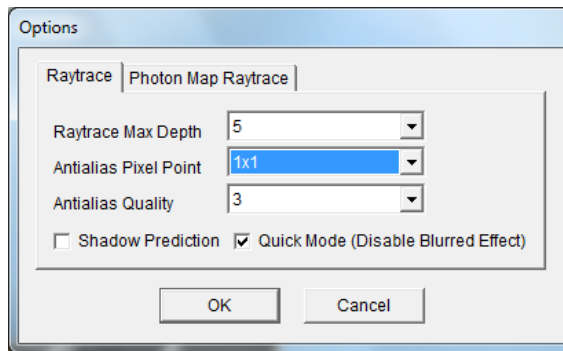 Options
Raytrace Photon Map Raytrace
Raytrace Max Depth 5
Antialias Pixel Point 1x1
Antialias Quality 3
Shadow Prediction Quick Mode (Disable Blurred Effect)
OK Cancel